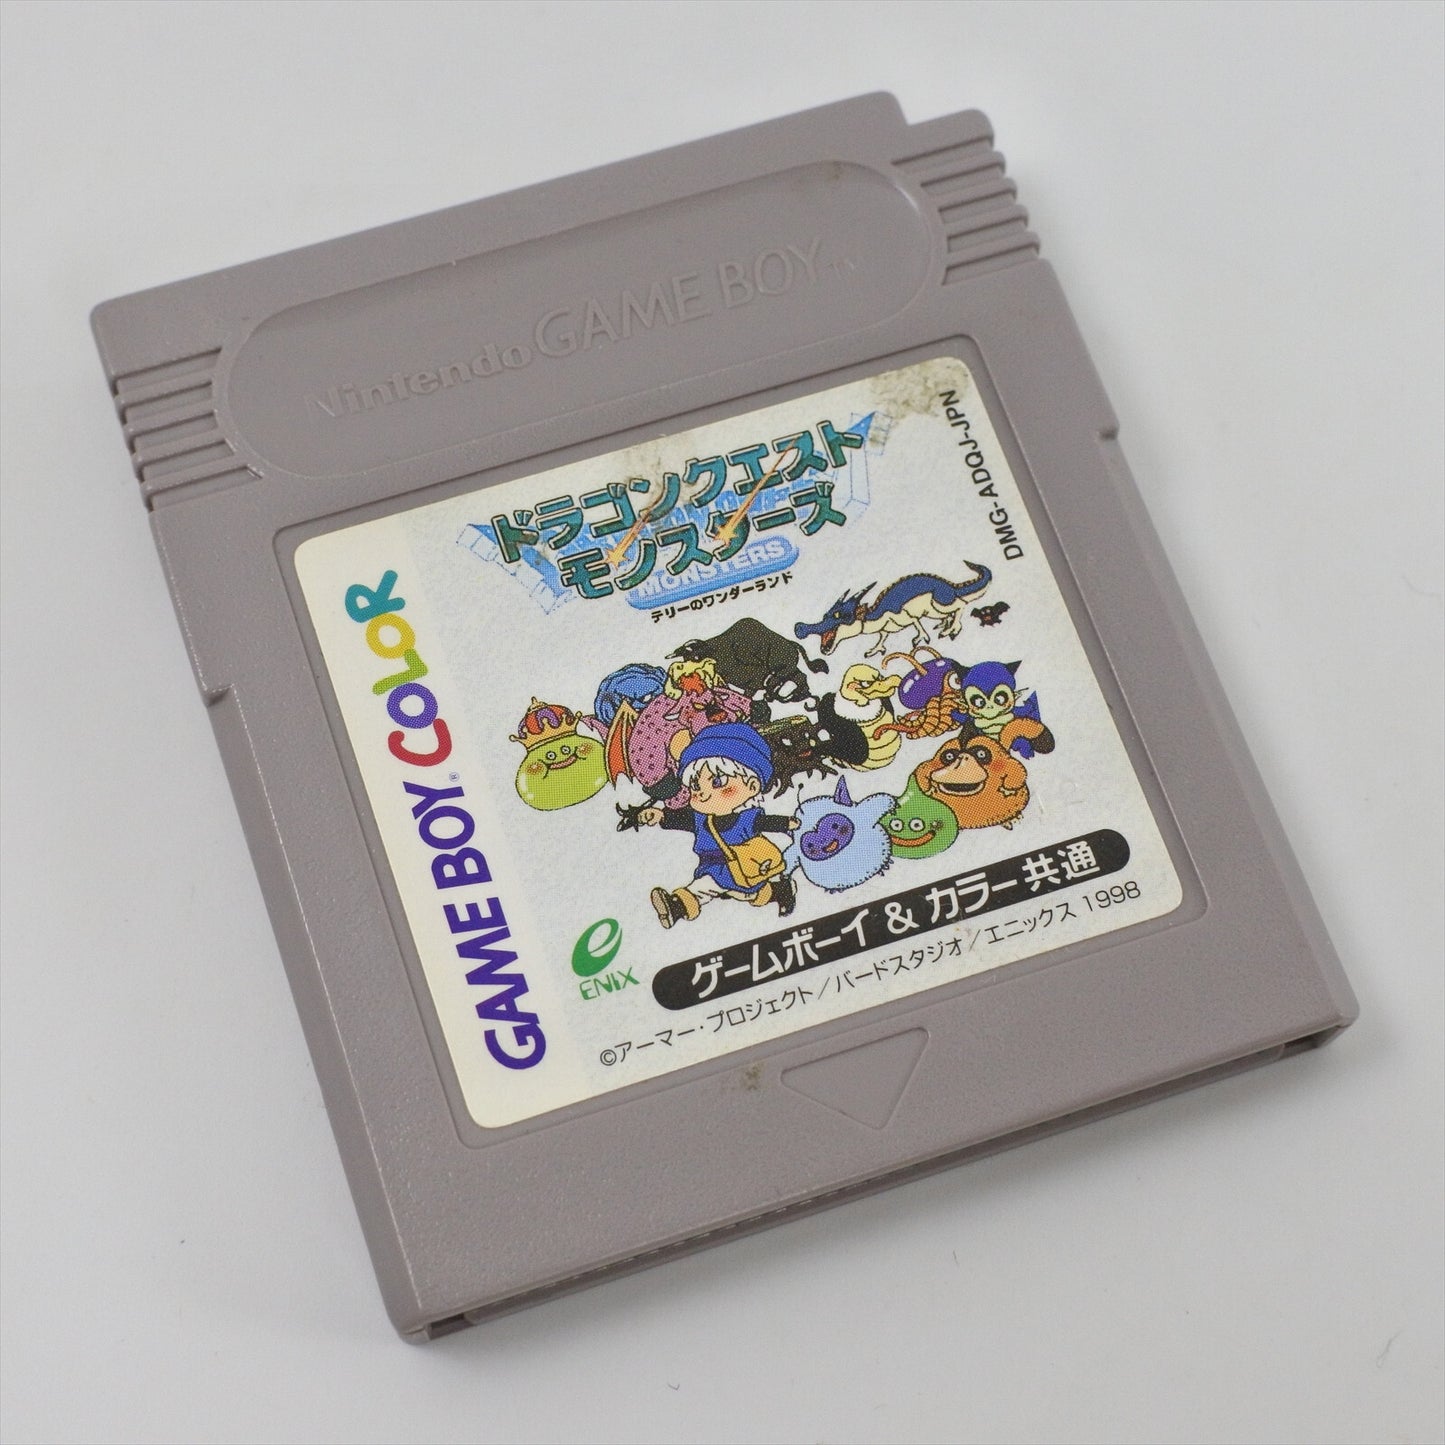 Nintendo GAME BOY TM
ドラゴンクエスト
モンスターズ
MONSTERS
テリーのワンダーランド
DMG-ADQJ-JPN
GAME BOY COLOR®
12
ENIX
ゲームボーイ & カラー共通
©アーマー・プロジェクト/バードスタジオ/エニックス 1998